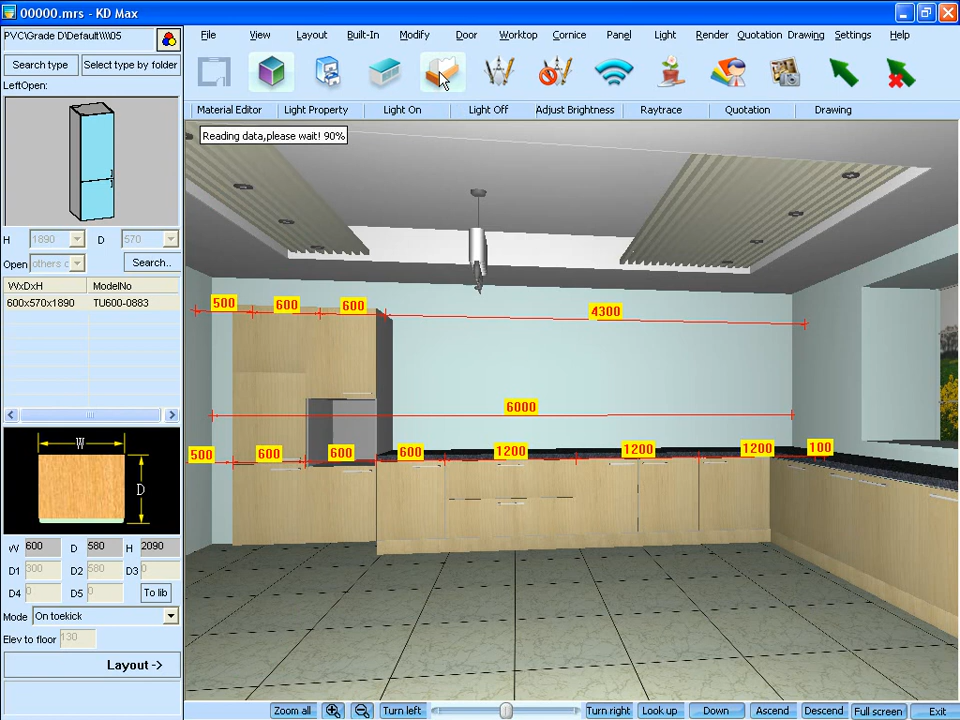 00000.mrs - KD Max
PVC\Grade D\Default\\\\05
File View Layout Built-In Modify Door Worktop Cornice Panel Light Render Quotation Drawing Settings Help
Search type Select type by folder
LeftOpen:
Material Editor Light Property Light On Light Off Adjust Brightness Raytrace Quotation Drawing
Reading data,please wait! 90%
H 1890 D 570
Open others c Search..
WxDxH ModelNo
600x570x1890 TU600-0883
500 600 600 4300
6000
500 600 600 600 1200 1200 1200 100
W
D
W 600 D 580 H 2090
D1 300 D2 580 D3 0
D4 0 D5 0 To lib
Mode On toekick
Elev to floor 130
Layout ->
Zoom all Turn left Turn right Look up Down Ascend Descend Full screen Exit